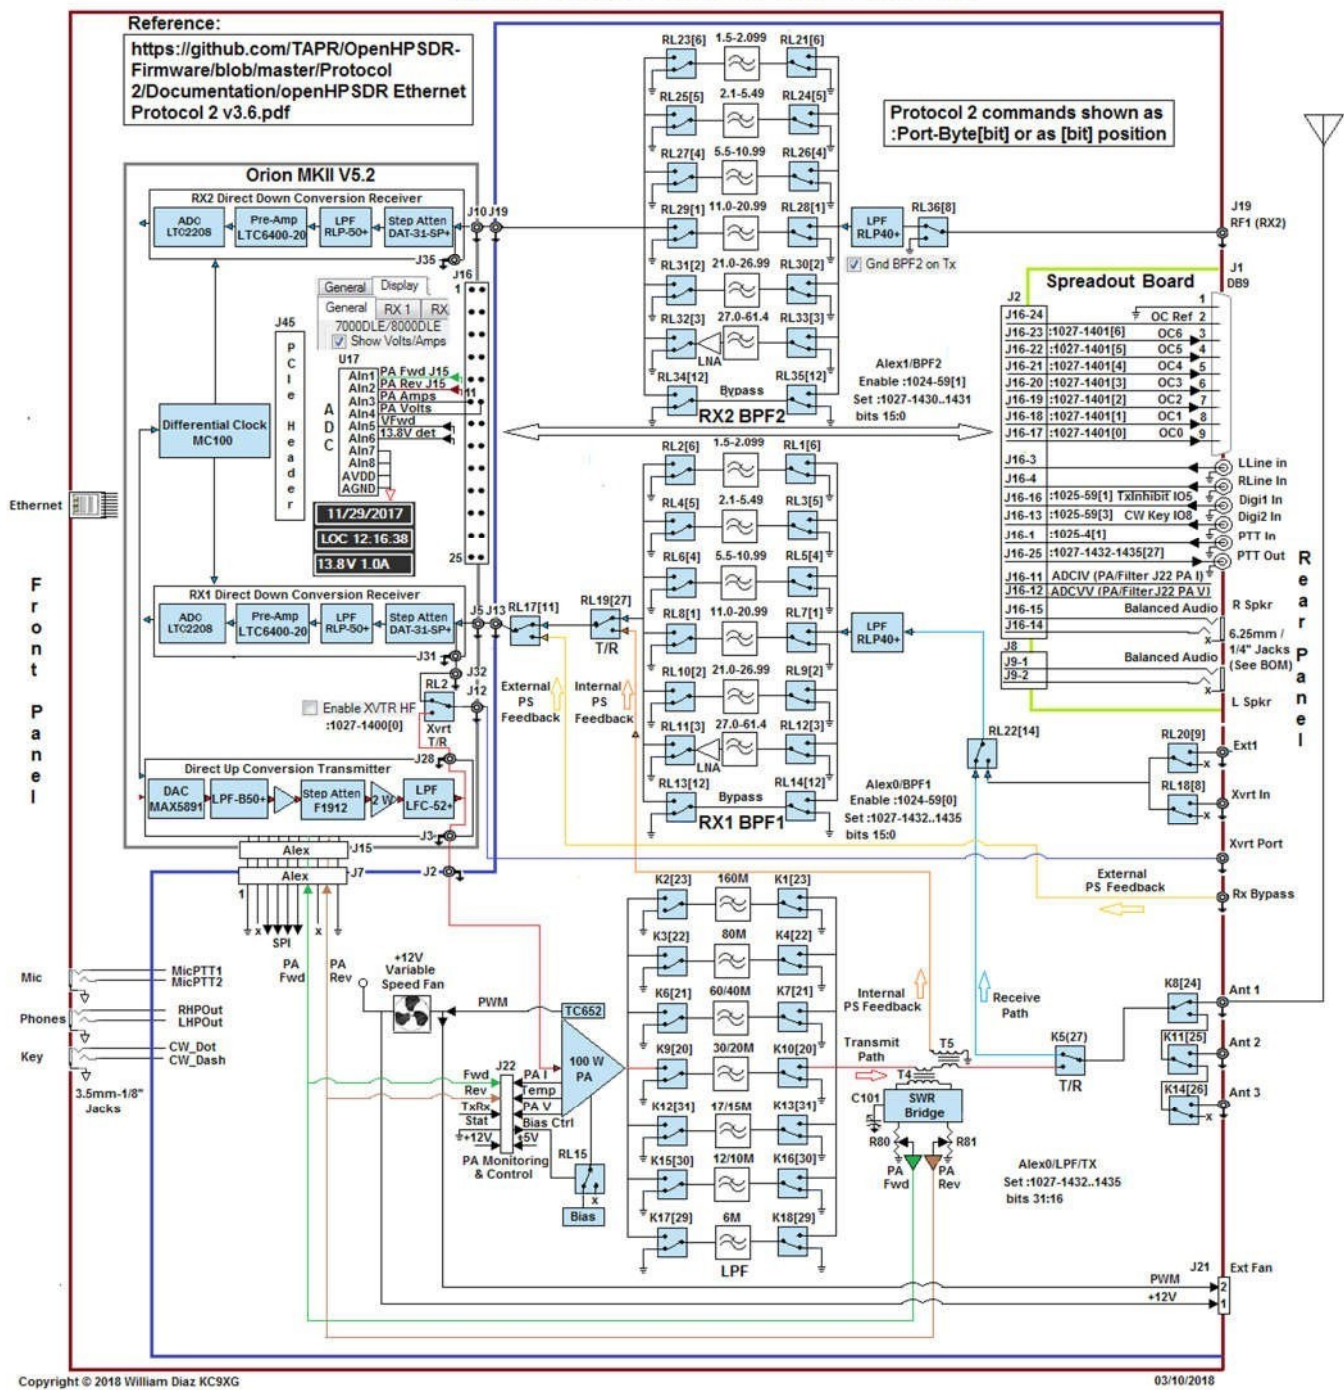 Reference:
https://github.com/TAPR/OpenHPSDR-
Firmware/blob/master/Protocol
2/Documentation/openHPSDR Ethernet
Protocol 2 v3.6.pdf
Protocol 2 commands shown as
:Port-Byte[bit] or as [bit] position
Orion MKII V5.2
RX2 Direct Down Conversion Receiver
ADC
LTC2208
Pre-Amp
LTC6400-20
LPF
RLP-50+
Step Atten
DAT-31-SP+
J10
J19
J35
J16
1
25
11
General
Display
General
RX 1
RX
7000DLE/8000DLE
Show Volts/Amps
J45
PCIe Header
U17
ADC
AIn1
AIn2
AIn3
AIn4
AIn5
AIn6
AIn7
AIn8
AVDD
AGND
PA Fwd J15
PA Rev J15
PA Amps
PA Volts
VFwd
13.8V det
11/29/2017
LOC 12:16:38
13.8V 1.0A
Differential Clock
MC100
RX1 Direct Down Conversion Receiver
ADC
LTC2208
Pre-Amp
LTC6400-20
LPF
RLP-50+
Step Atten
DAT-31-SP+
J5
J13
J31
J32
J12
RL2
Xvrt
T/R
Enable XVTR HF
:1027-1400[0]
J28
Direct Up Conversion Transmitter
DAC
MAX5891
LPF-B50+
Step Atten
F1912
2 W
LPF
LFC-52+
J3
Alex
J15
Alex
J7
J2
1
x
x
SPI
PA
Fwd
PA
Rev
RL23[6]
1.5-2.099
RL21[6]
RL25[5]
2.1-5.49
RL24[5]
RL27[4]
5.5-10.99
RL26[4]
RL29[1]
11.0-20.99
RL28[1]
RL31[2]
21.0-26.99
RL30[2]
RL32[3]
27.0-61.4
RL33[3]
LNA
RL34[12]
Bypass
RL35[12]
RX2 BPF2
LPF
RLP40+
RL36[8]
Gnd BPF2 on Tx
J19
RF1 (RX2)
Alex1/BPF2
Enable :1024-59[1]
Set :1027-1430..1431
bits 15:0
RL2[6]
1.5-2.099
RL1[6]
RL4[5]
2.1-5.49
RL3[5]
RL6[4]
5.5-10.99
RL5[4]
RL8[1]
11.0-20.99
RL7[1]
RL10[2]
21.0-26.99
RL9[2]
RL11[3]
27.0-61.4
RL12[3]
LNA
RL13[12]
Bypass
RL14[12]
RX1 BPF1
LPF
RLP40+
RL17[11]
RL19[27]
T/R
External
PS
Feedback
Internal
PS
Feedback
Alex0/BPF1
Enable :1024-59[0]
Set :1027-1432..1435
bits 15:0
Spreadout Board
J1
DB9
J2
J16-24
J16-23
:1027-1401[6]
OC6
J16-22
:1027-1401[5]
OC5
J16-21
:1027-1401[4]
OC4
J16-20
:1027-1401[3]
OC3
J16-19
:1027-1401[2]
OC2
J16-18
:1027-1401[1]
OC1
J16-17
:1027-1401[0]
OC0
OC Ref
1
2
3
4
5
6
7
8
9
J16-3
LLine in
J16-4
RLine In
J16-16
:1025-59[1] TxInhibit IO5
Digi1 In
J16-13
:1025-59[3] CW Key IO8
Digi2 In
J16-1
:1025-4[1]
PTT In
J16-25
:1027-1432-1435[27]
PTT Out
J16-11
ADCIV (PA/Filter J22 PA I)
J16-12
ADCVV (PA/Filter J22 PA V)
J16-15
Balanced Audio
R Spkr
J16-14
x
6.25mm /
1/4" Jacks
(See BOM)
J8
J9-1
Balanced Audio
J9-2
x
L Spkr
Rear Panel
RL22[14]
RL20[9]
x
Ext1
RL18[8]
x
Xvrt In
Xvrt Port
External
PS Feedback
Rx Bypass
Ethernet
Front Panel
Mic
MicPTT1
MicPTT2
Phones
RHPOut
LHPOut
Key
CW_Dot
CW_Dash
3.5mm-1/8"
Jacks
+12V
Variable
Speed Fan
PWM
TC652
100 W
PA
J22
Fwd
Rev
TxRx
Stat
+12V
PA I
Temp
PA V
Bias Ctrl
+5V
PA Monitoring
& Control
RL15
x
Bias
K2[23]
160M
K1[23]
K3[22]
80M
K4[22]
K6[21]
60/40M
K7[21]
K9[20]
30/20M
K10[20]
K12[31]
17/15M
K13[31]
K15[30]
12/10M
K16[30]
K17[29]
6M
K18[29]
LPF
Internal
PS Feedback
Receive
Path
Transmit
Path
T5
T4
C101
SWR
Bridge
R80
R81
PA
Fwd
PA
Rev
K5(27)
T/R
K8[24]
Ant 1
K11[25]
Ant 2
K14[26]
x
Ant 3
Alex0/LPF/TX
Set :1027-1432..1435
bits 31:16
J21
Ext Fan
PWM
2
+12V
1
Copyright © 2018 William Diaz KC9XG
03/10/2018